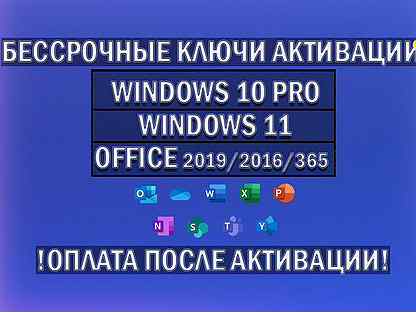 БЕССРОЧНЫЕ КЛЮЧИ АКТИВАЦИИ
WINDOWS 10 PRO
WINDOWS 11
OFFICE 2019/2016/365
O W X P
N S T Y
!ОПЛАТА ПОСЛЕ АКТИВАЦИИ!